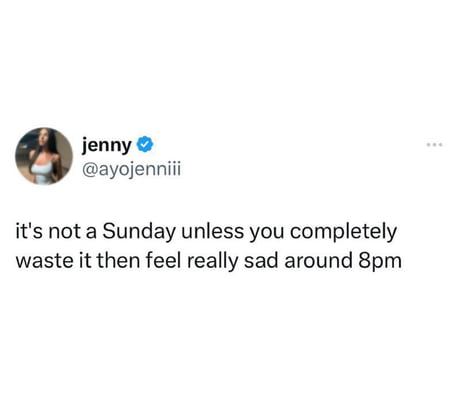 jenny
@ayojenniii
it's not a Sunday unless you completely
waste it then feel really sad around 8pm